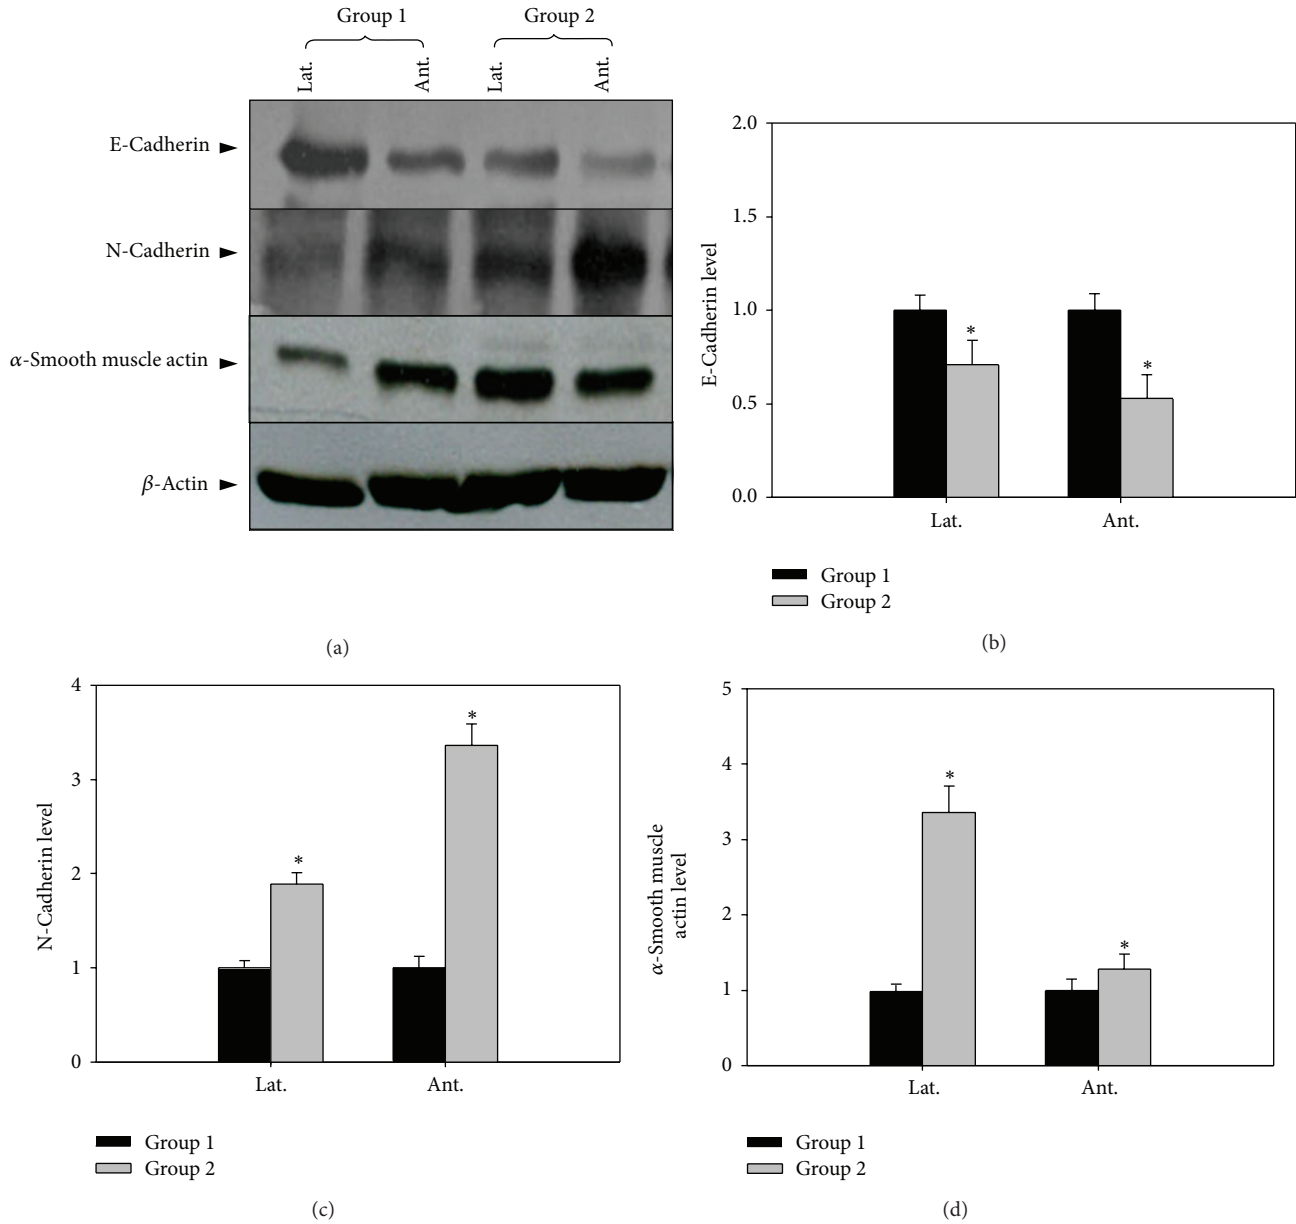 Group 1
Group 2
Lat.
Ant.
Lat.
Ant.
E-Cadherin
N-Cadherin
α-Smooth muscle actin
β-Actin
(a)
2.0
1.5
1.0
0.5
0.0
E-Cadherin level
*
*
Lat.
Ant.
Group 1
Group 2
(b)
4
3
2
1
0
N-Cadherin level
*
*
Lat.
Ant.
Group 1
Group 2
(c)
5
4
3
2
1
0
α-Smooth muscle
actin level
*
*
Lat.
Ant.
Group 1
Group 2
(d)